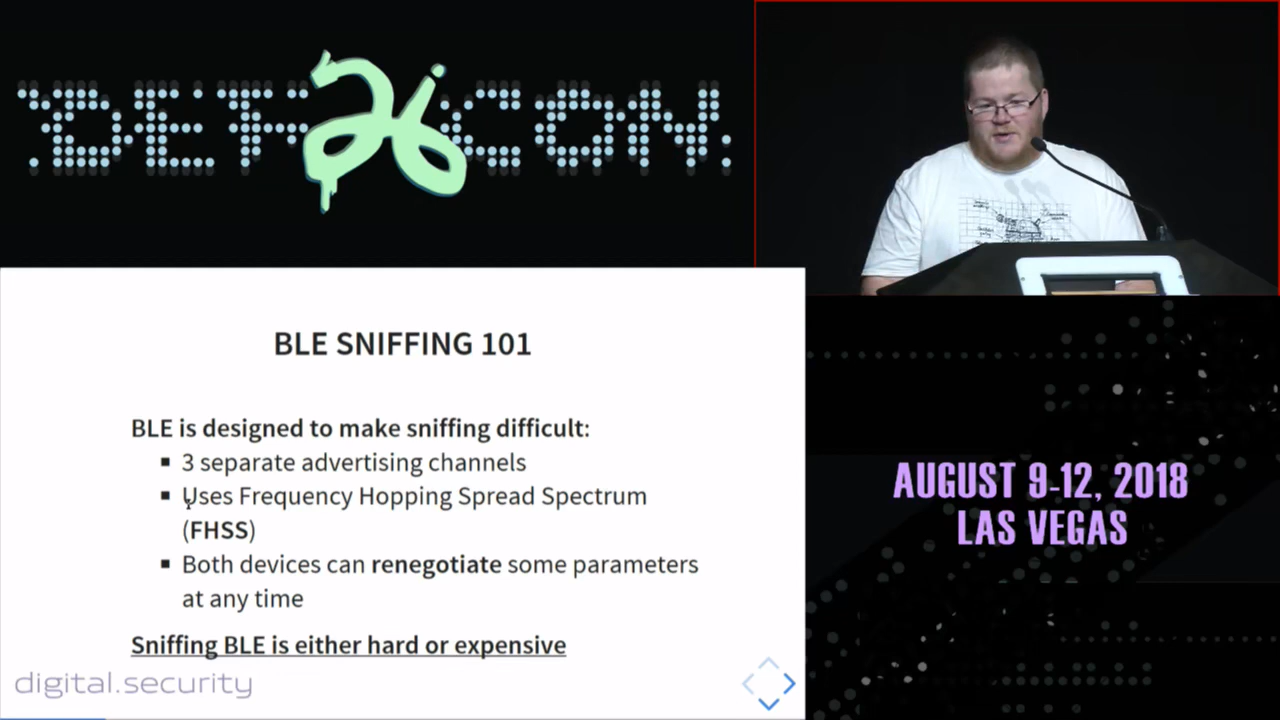 DEF 26 CON
BLE SNIFFING 101
BLE is designed to make sniffing difficult:
▪ 3 separate advertising channels
▪ Uses Frequency Hopping Spread Spectrum
(FHSS)
▪ Both devices can renegotiate some parameters
at any time
Sniffing BLE is either hard or expensive
digital.security
AUGUST 9-12, 2018
LAS VEGAS